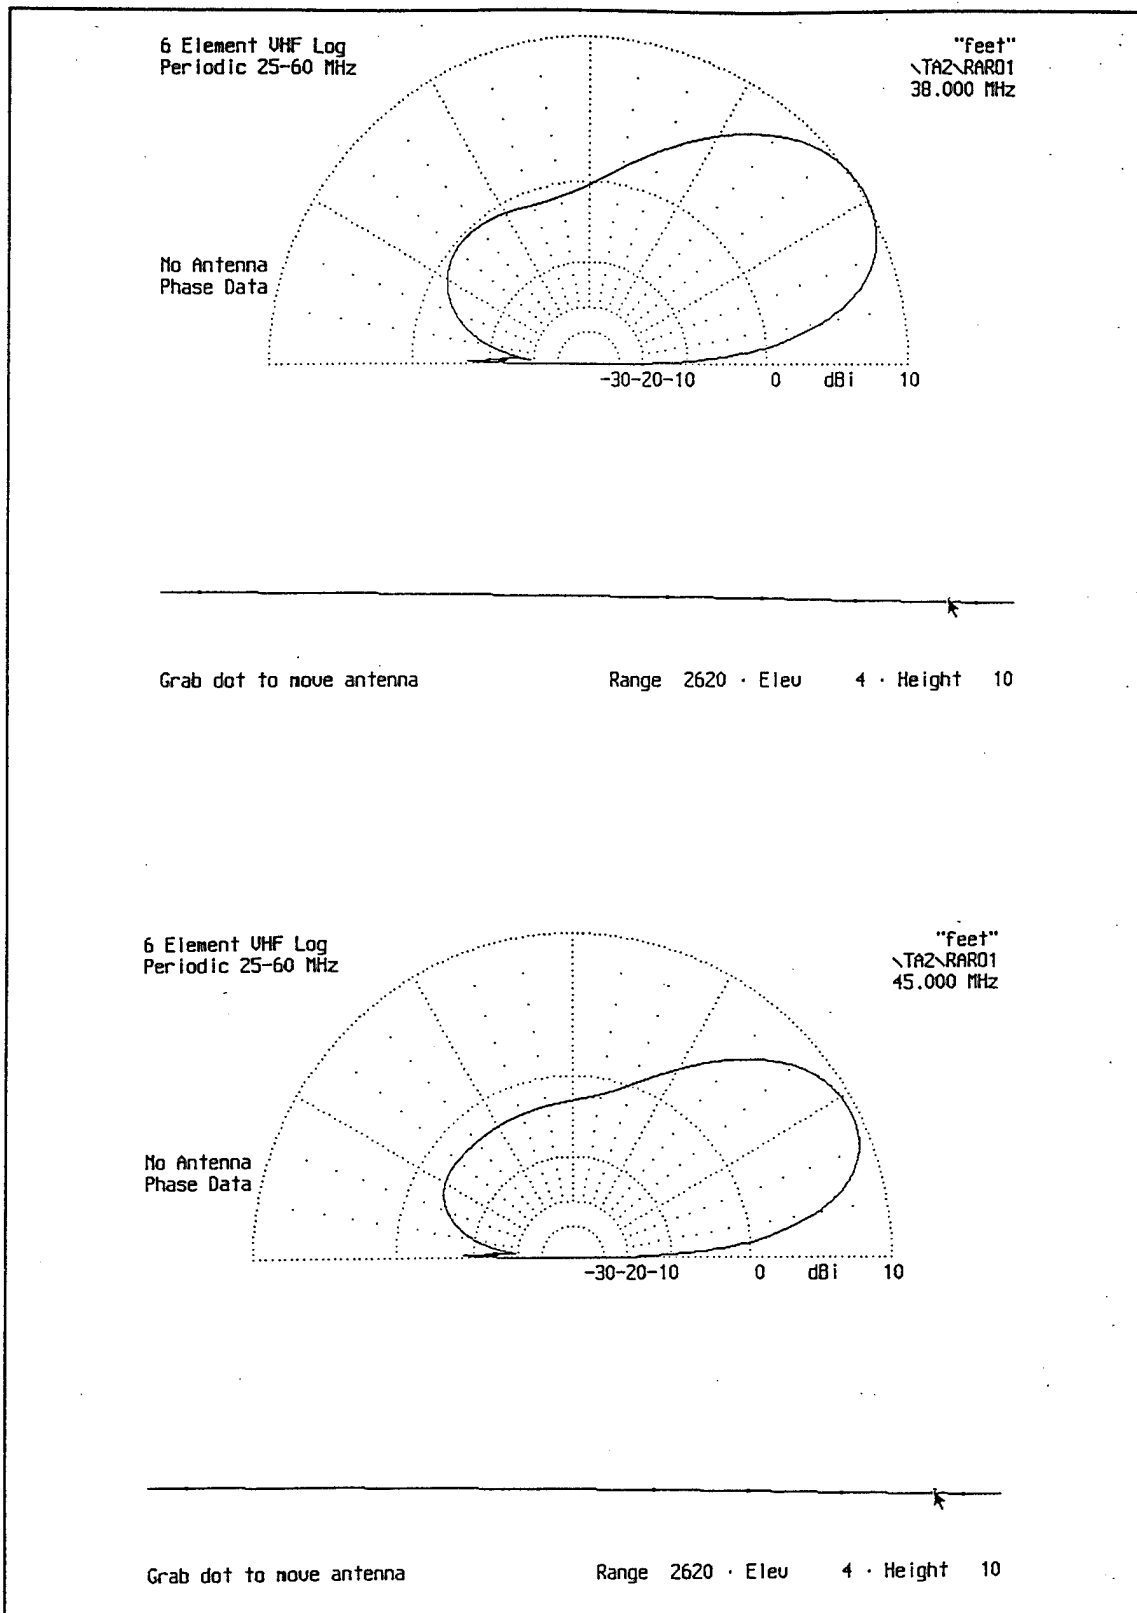 6 Element VHF Log
Periodic 25-60 MHz
"feet"
\TA2\RARO1
38.000 MHz
No Antenna
Phase Data
-30-20-10 0 dBi 10
Grab dot to move antenna Range 2620 · Elev 4 · Height 10
6 Element VHF Log
Periodic 25-60 MHz
"feet"
\TA2\RARO1
45.000 MHz
No Antenna
Phase Data
-30-20-10 0 dBi 10
Grab dot to move antenna Range 2620 · Elev 4 · Height 10